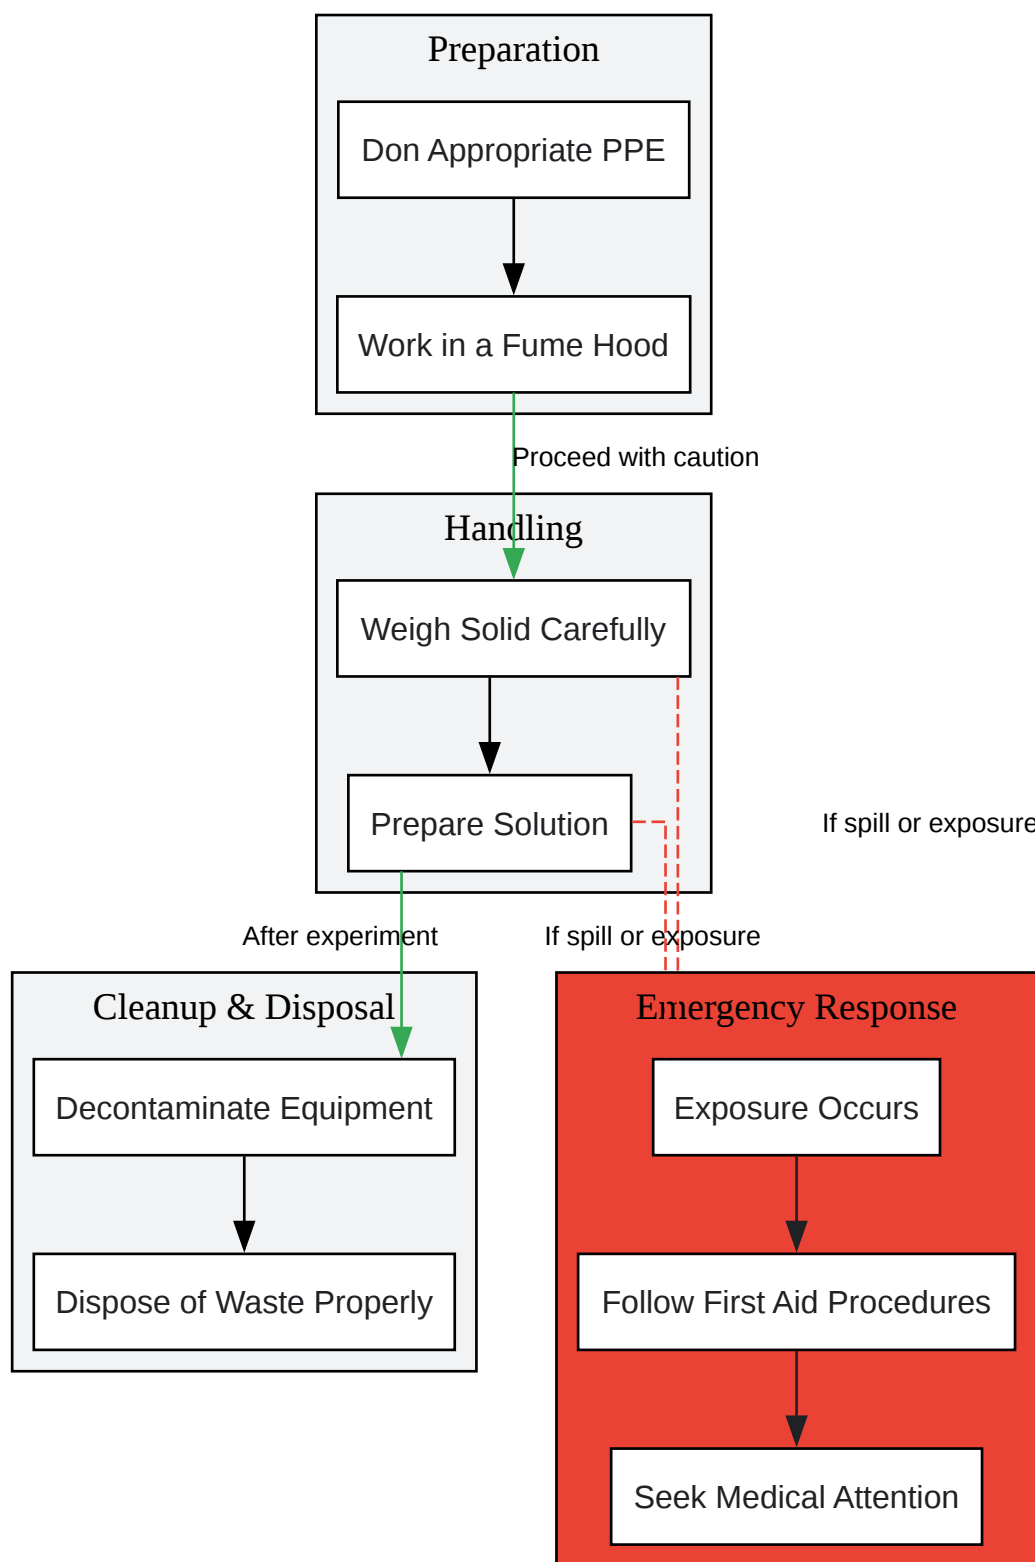 Preparation
Don Appropriate PPE
Work in a Fume Hood
Proceed with caution
Handling
Weigh Solid Carefully
Prepare Solution
If spill or exposure
After experiment
If spill or exposure
Cleanup & Disposal
Decontaminate Equipment
Dispose of Waste Properly
Emergency Response
Exposure Occurs
Follow First Aid Procedures
Seek Medical Attention